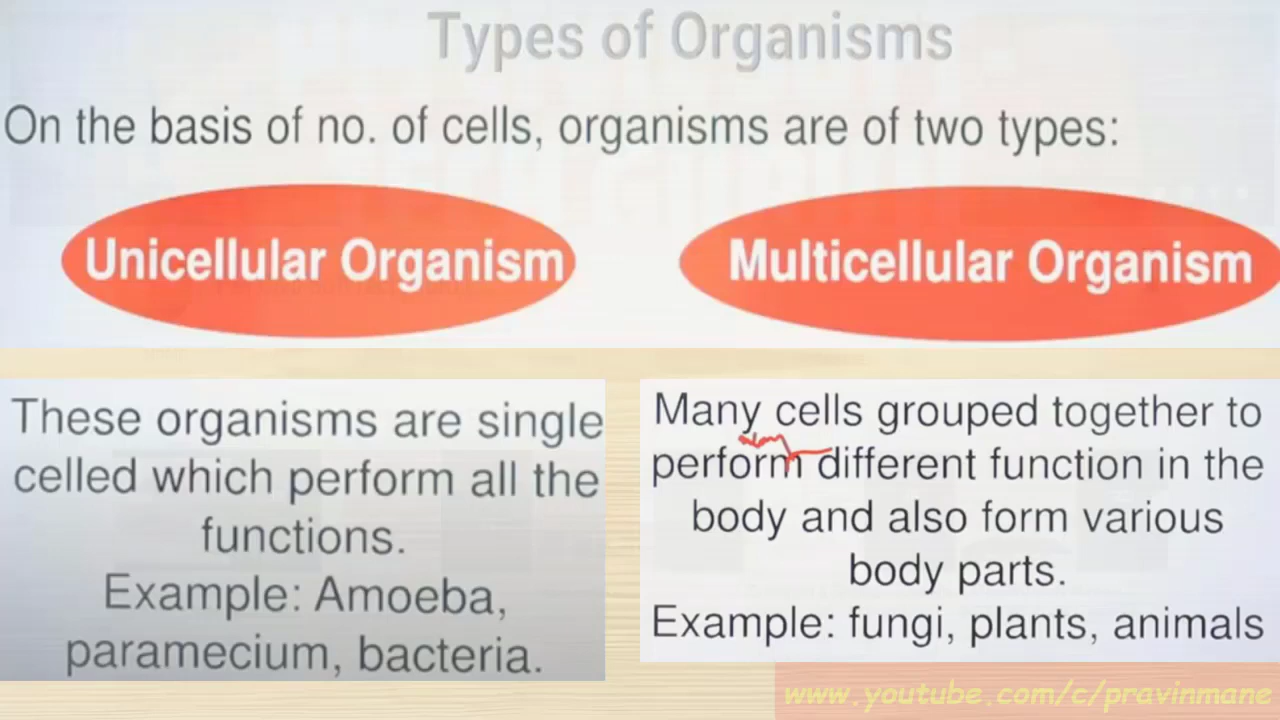 Types of Organisms
On the basis of no. of cells, organisms are of two types:
Unicellular Organism
Multicellular Organism
These organisms are single
celled which perform all the
functions.
Example: Amoeba,
paramecium, bacteria.
Many cells grouped together to
perform different function in the
body and also form various
body parts.
Example: fungi, plants, animals
www.youtube.com/c/pravinmane